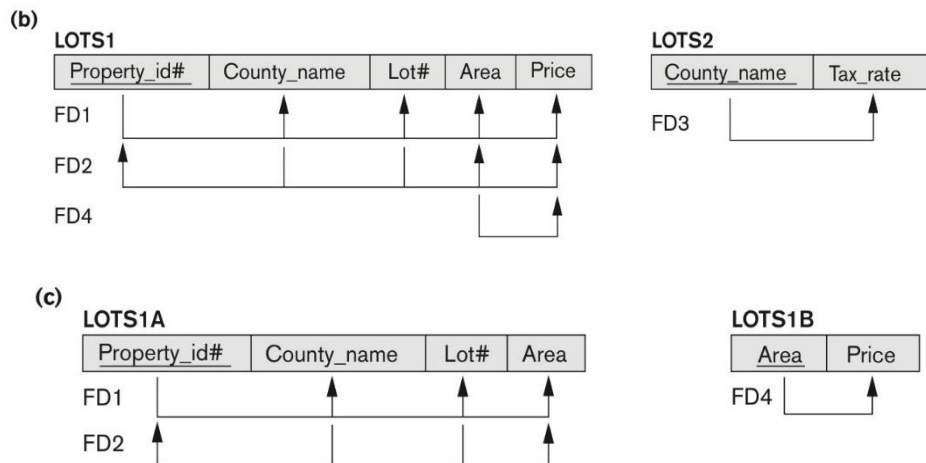 (b)
LOTS1
Property_id# County_name Lot# Area Price
FD1
FD2
FD4
LOTS2
County_name Tax_rate
FD3
(c)
LOTS1A
Property_id# County_name Lot# Area
FD1
FD2
LOTS1B
Area Price
FD4